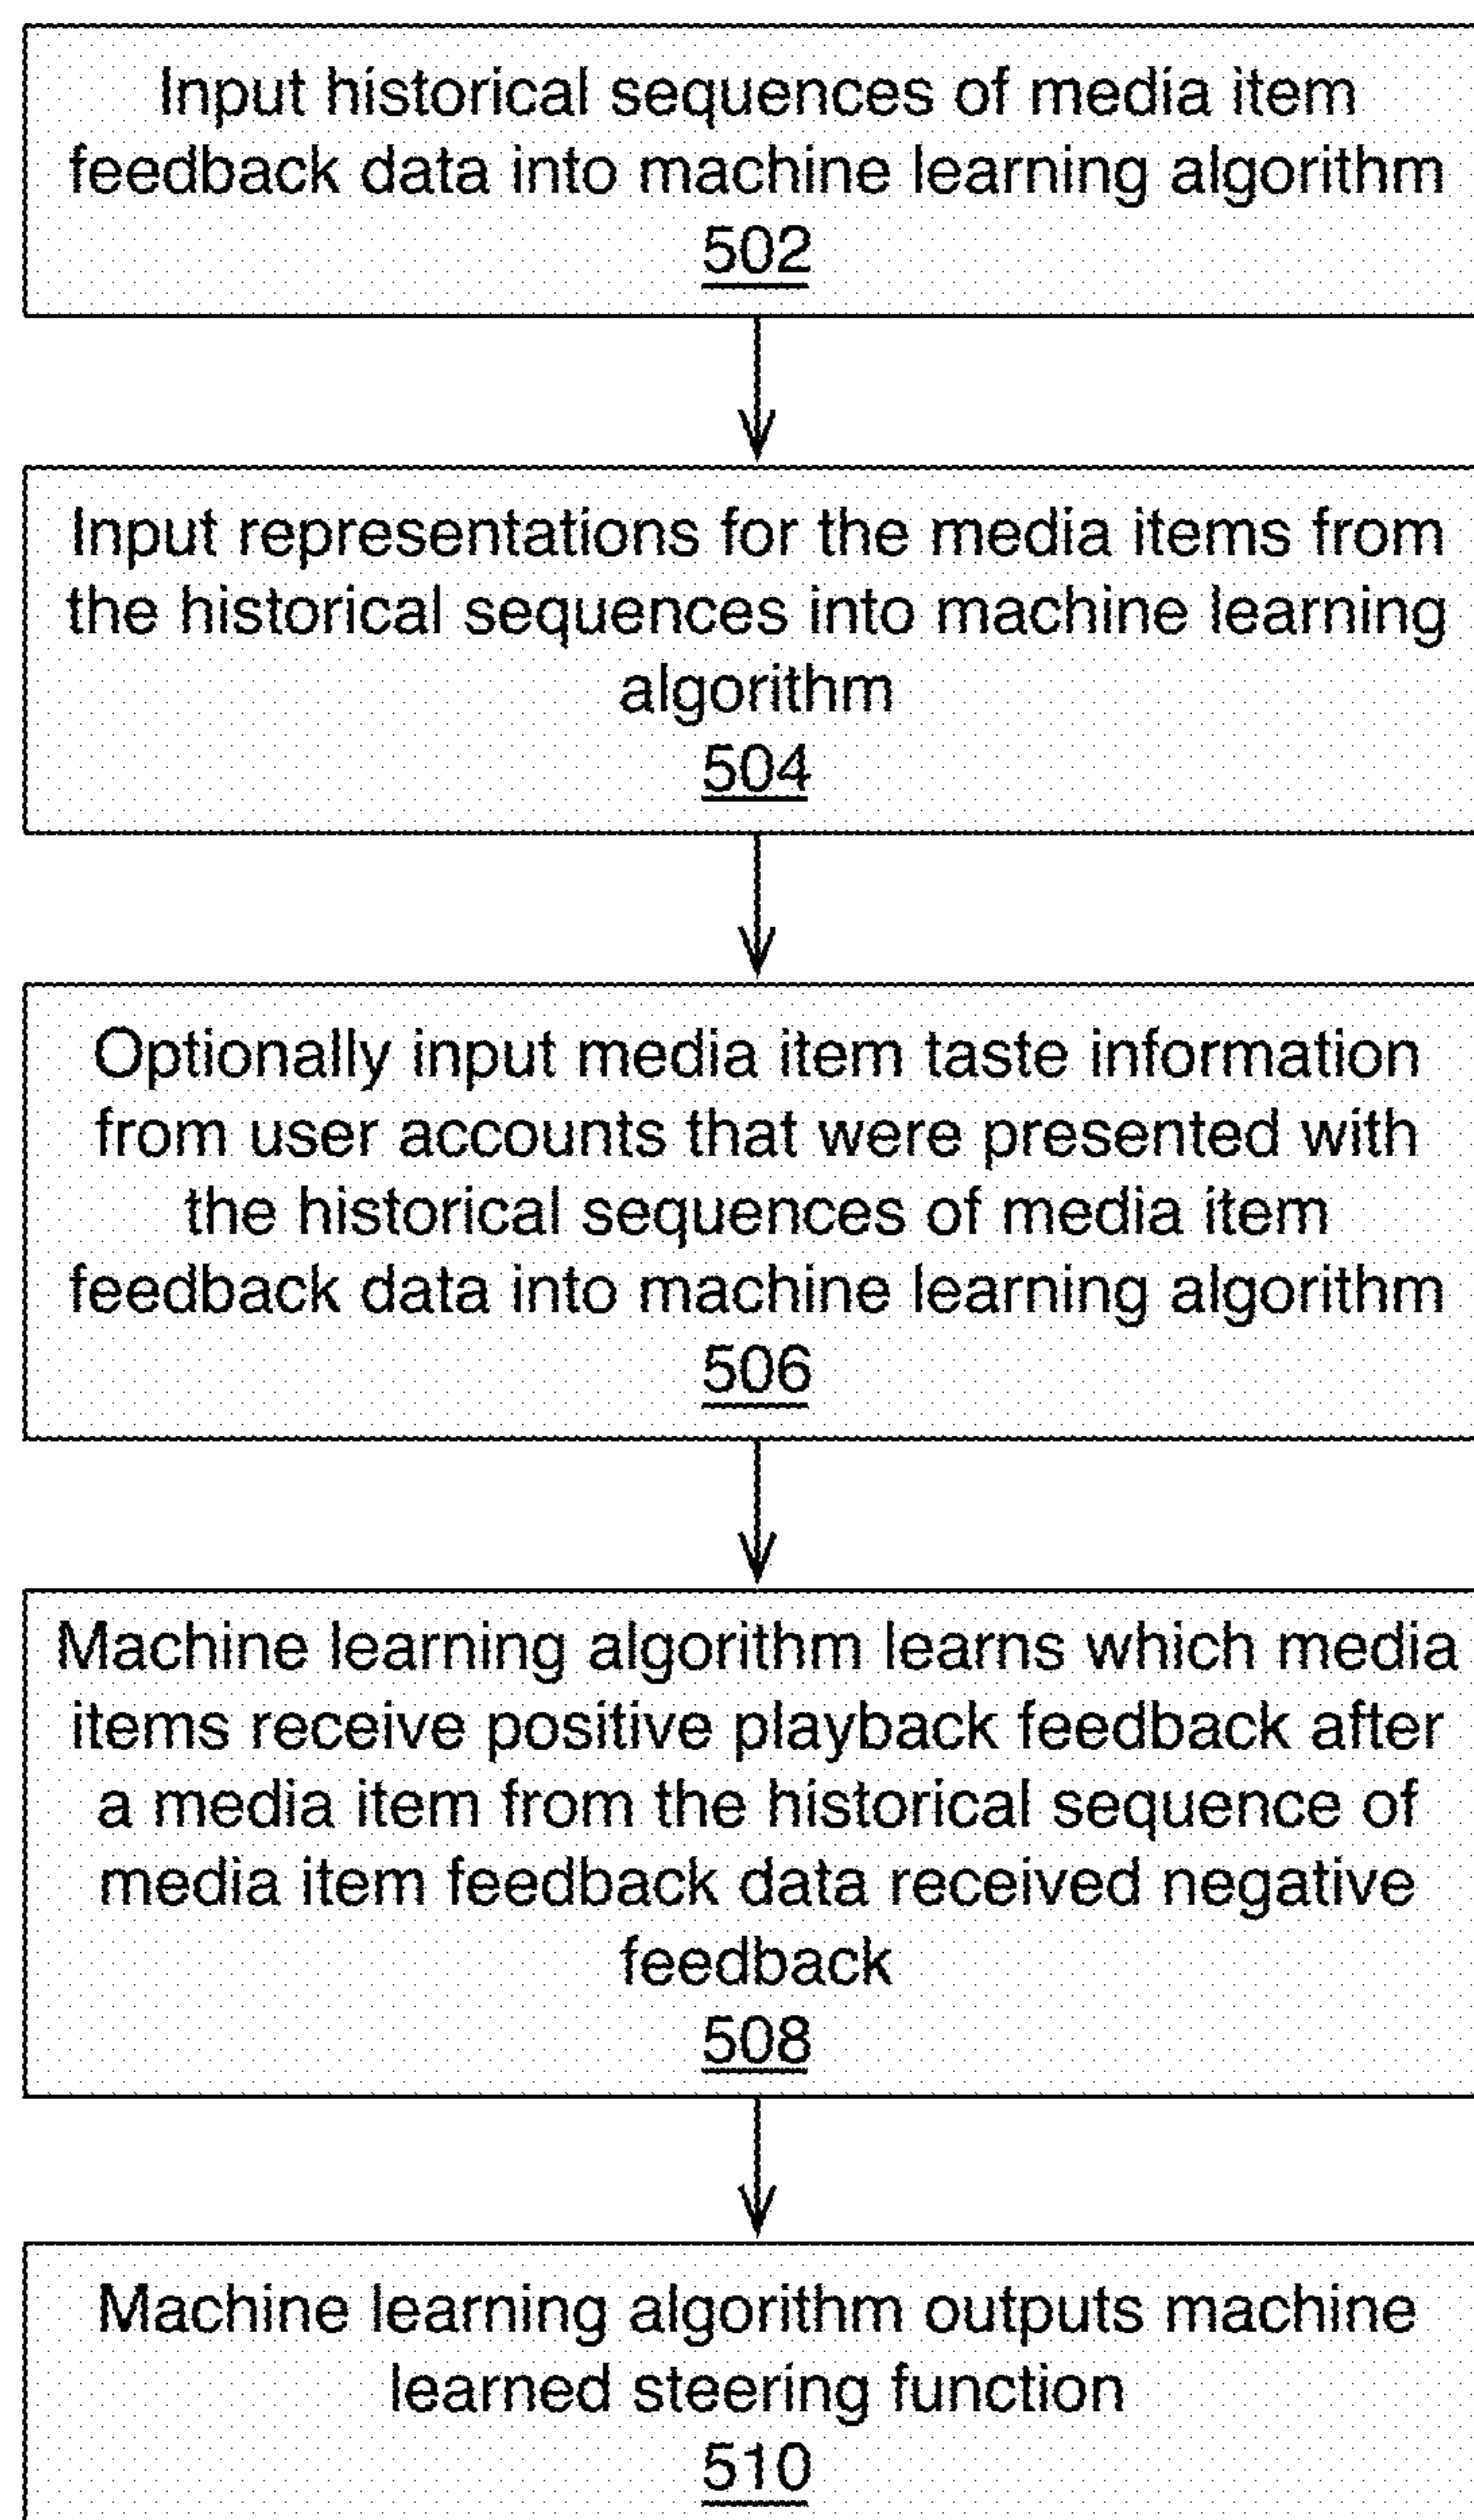 Input historical sequences of media item
feedback data into machine learning algorithm
502
Input representations for the media items from
the historical sequences into machine learning
algorithm
504
Optionally input media item taste information
from user accounts that were presented with
the historical sequences of media item
feedback data into machine learning algorithm
506
Machine learning algorithm learns which media
items receive positive playback feedback after
a media item from the historical sequence of
media item feedback data received negative
feedback
508
Machine learning algorithm outputs machine
learned steering function
510